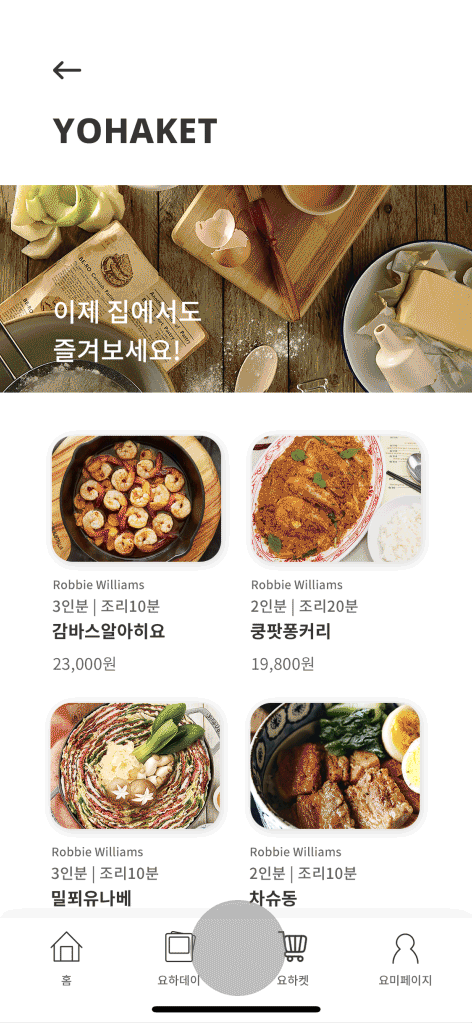 YOHAKET
이제 집에서도
즐겨보세요!
Robbie Williams
3인분 | 조리10분
감바스알아히요
23,000원
Robbie Williams
2인분 | 조리20분
쿵팟퐁커리
19,800원
Robbie Williams
3인분 | 조리10분
밀푀유나베
Robbie Williams
2인분 | 조리10분
차슈동
홈
요하데이
요하켓
요미페이지